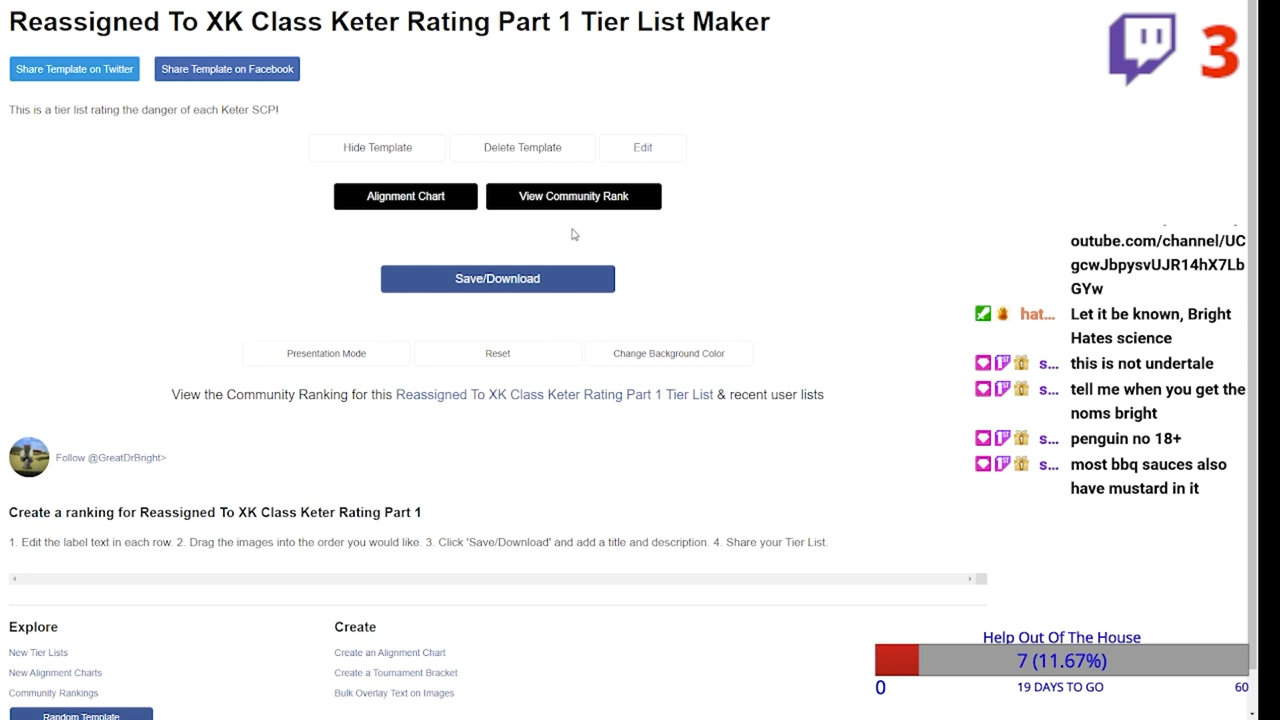 Reassigned To XK Class Keter Rating Part 1 Tier List Maker
Share Template on Twitter
Share Template on Facebook
3
This is a tier list rating the danger of each Keter SCP!
Hide Template
Delete Template
Edit
Alignment Chart
View Community Rank
Save/Download
Presentation Mode
Reset
Change Background Color
View the Community Ranking for this Reassigned To XK Class Keter Rating Part 1 Tier List & recent user lists
Follow @GreatDrBright>
Create a ranking for Reassigned To XK Class Keter Rating Part 1
1. Edit the label text in each row. 2. Drag the images into the order you would like. 3. Click 'Save/Download' and add a title and description. 4. Share your Tier List.
Explore
New Tier Lists
New Alignment Charts
Community Rankings
Random Template
Create
Create an Alignment Chart
Create a Tournament Bracket
Bulk Overlay Text on Images
outube.com/channel/UC
gcwJbpysvUJR14hX7Lb
GYw
hat... Let it be known, Bright
Hates science
s... this is not undertale
s... tell me when you get the
noms bright
s... penguin no 18+
s... most bbq sauces also
have mustard in it
Help Out Of The House
7 (11.67%)
0 19 DAYS TO GO 60